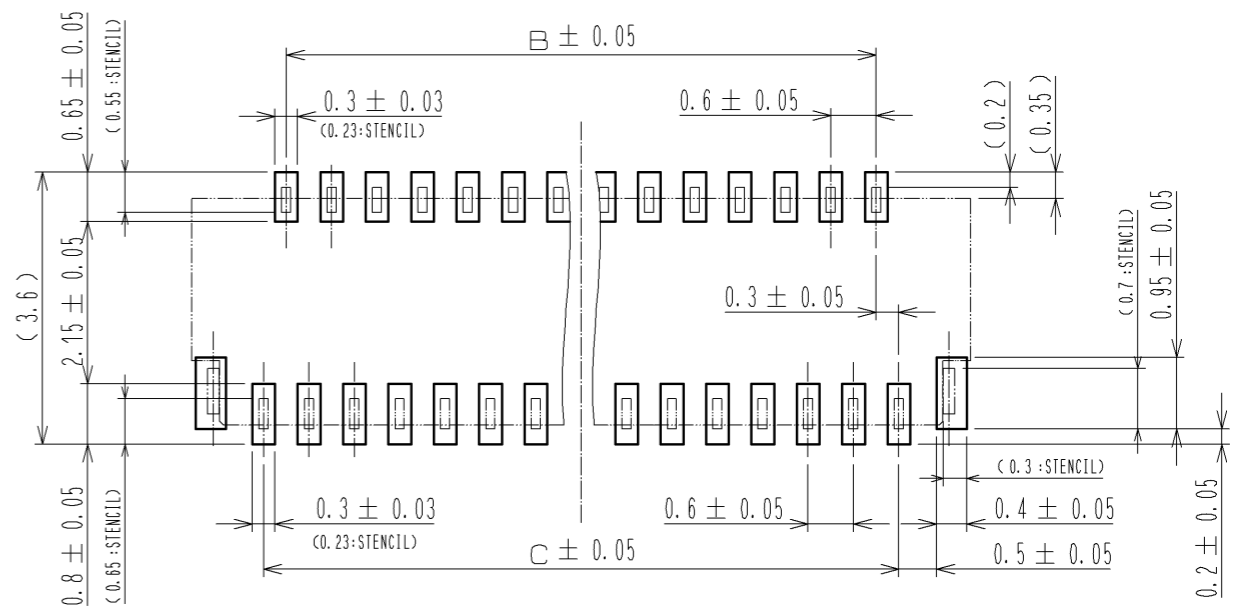 B ± 0.05
0.65 ± 0.05
(0.55:STENCIL)
0.3 ± 0.03
(0.23:STENCIL)
0.6 ± 0.05
(0.2)
(0.35)
(3.6)
2.15 ± 0.05
0.3 ± 0.05
(0.7:STENCIL)
0.95 ± 0.05
0.8 ± 0.05
(0.65:STENCIL)
0.3 ± 0.03
(0.23:STENCIL)
0.6 ± 0.05
C ± 0.05
(0.3:STENCIL)
0.4 ± 0.05
0.5 ± 0.05
0.2 ± 0.05